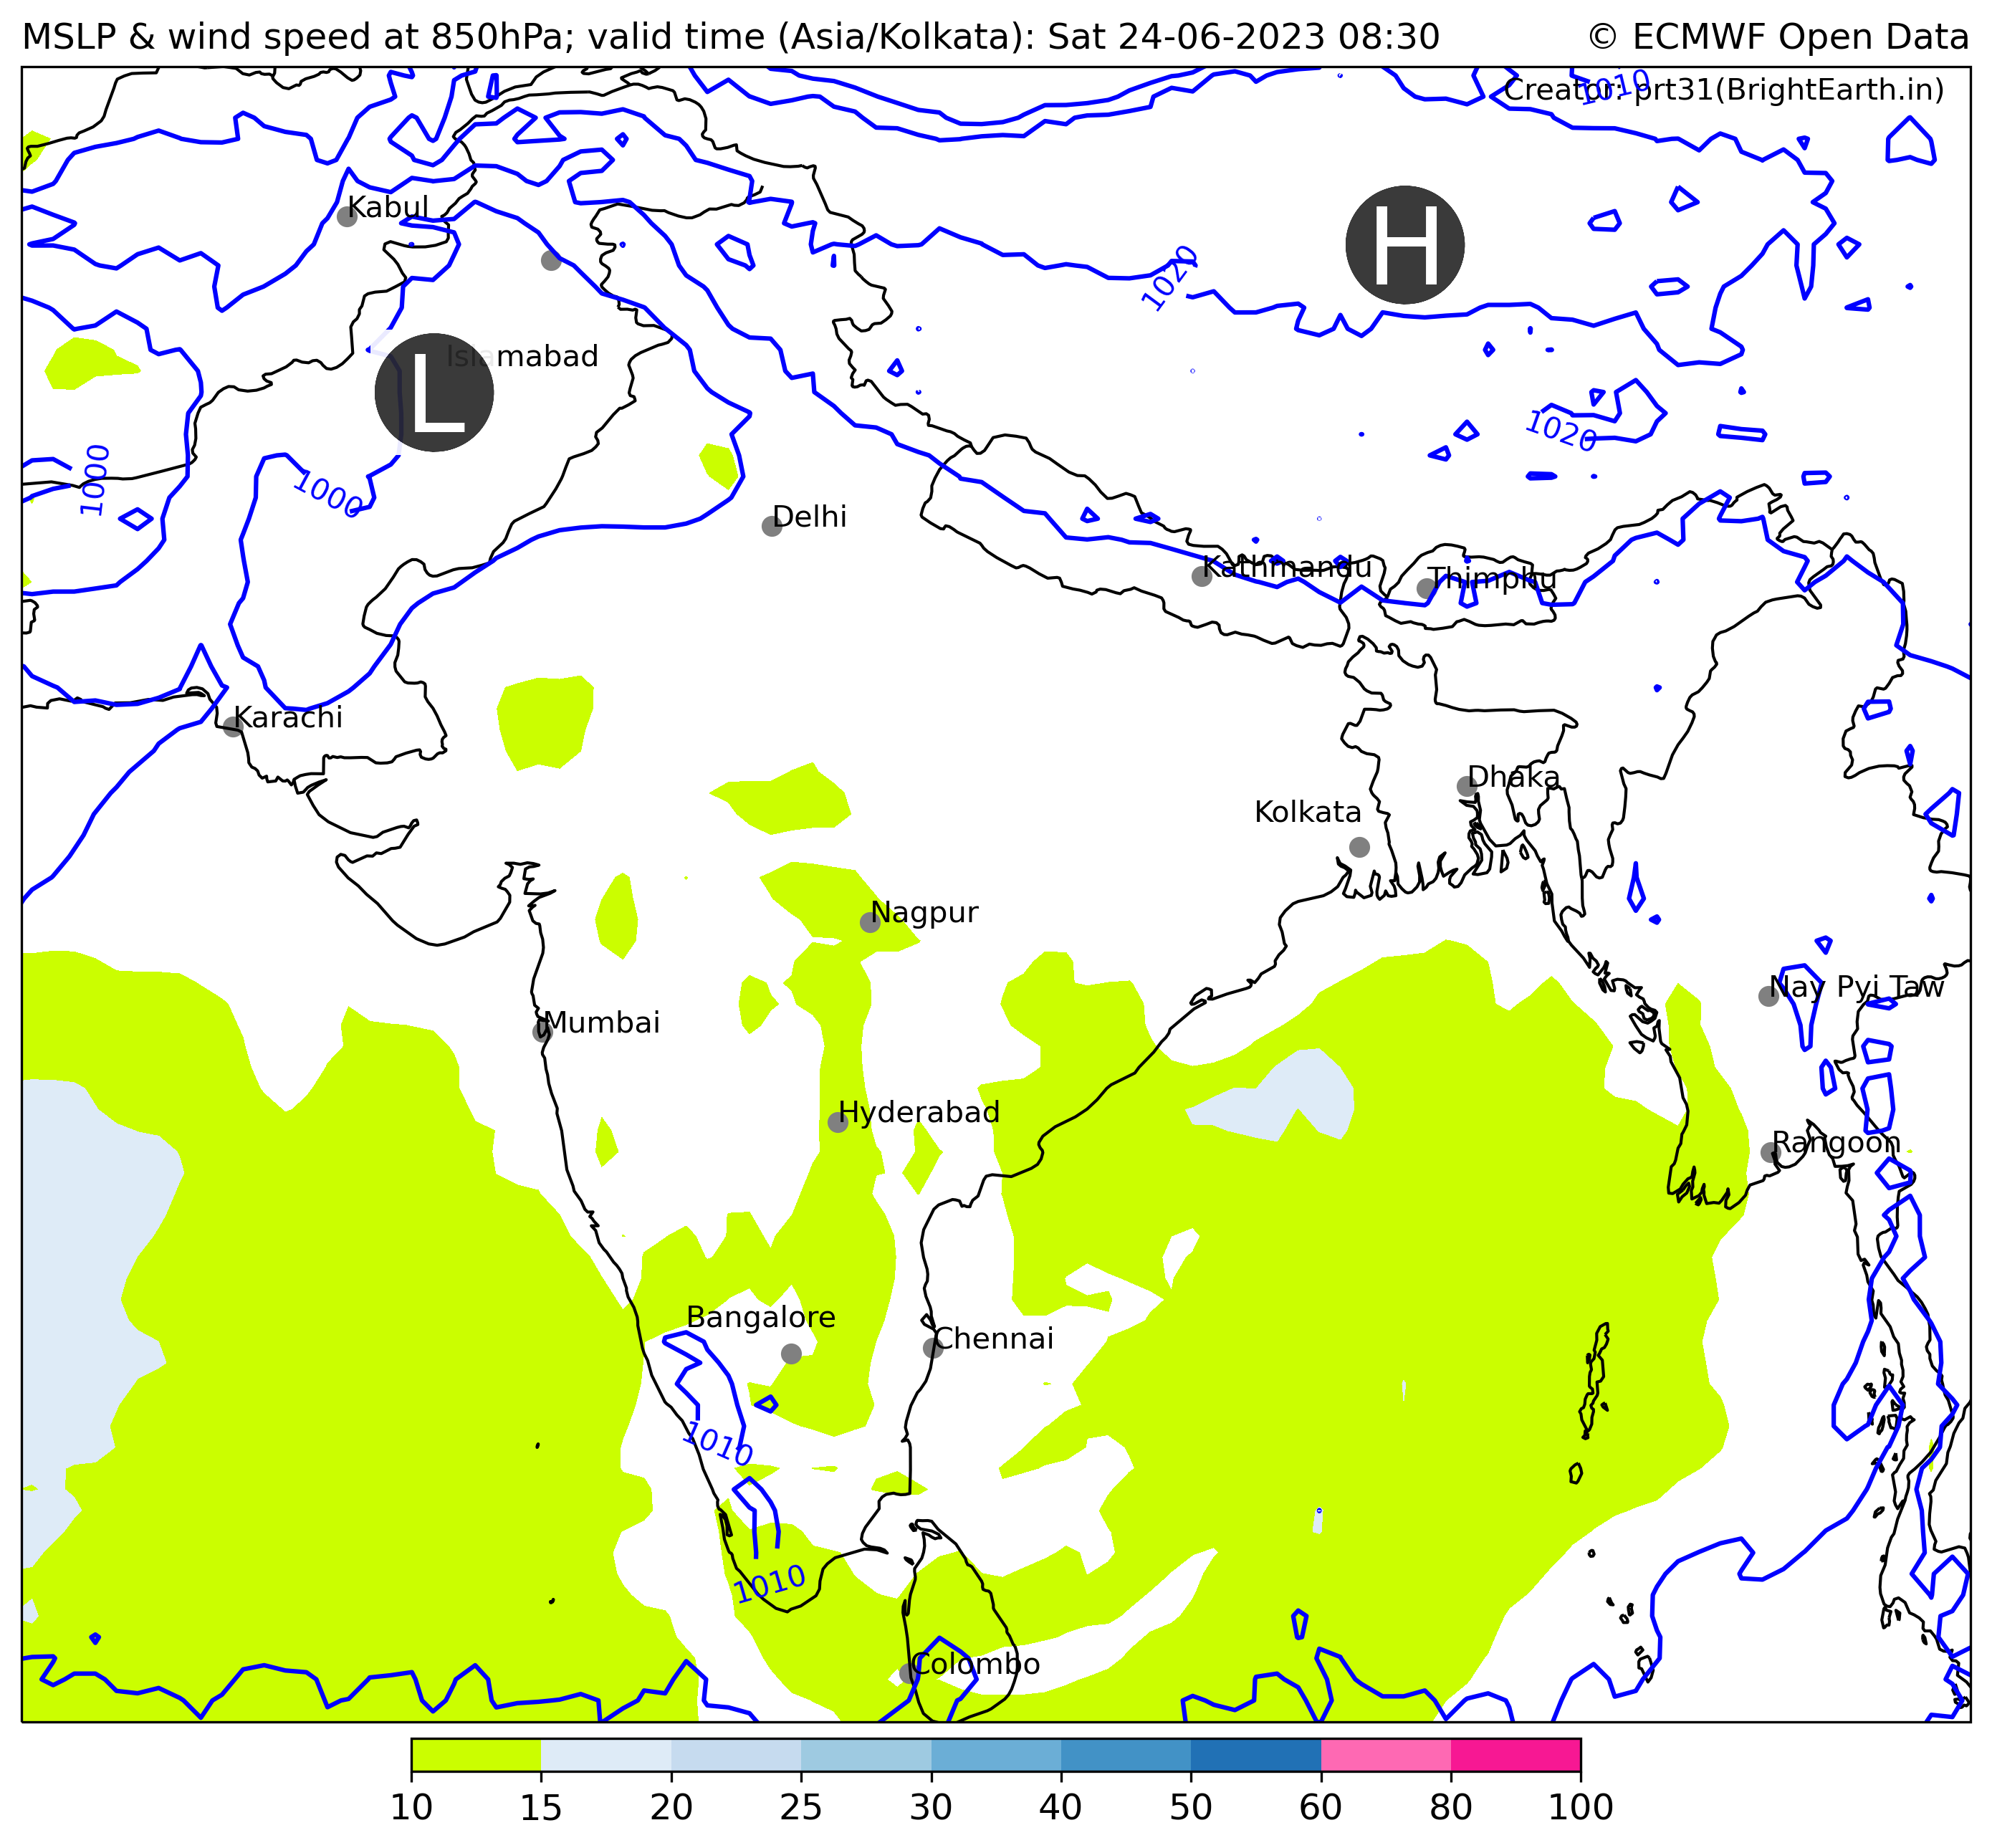 MSLP & wind speed at 850hPa; valid time (Asia/Kolkata): Sat 24-06-2023 08:30
© ECMWF Open Data
1010
Creator: prt31(BrightEarth.in)
Kabul
H
1020
Islamabad
L
1020
1000
1000
Delhi
Kathmandu
Thimphu
Karachi
Dhaka
Kolkata
Nagpur
Nay Pyi Taw
Mumbai
Hyderabad
Rangoon
Bangalore
Chennai
1010
1010
Colombo
10 15 20 25 30 40 50 60 80 100